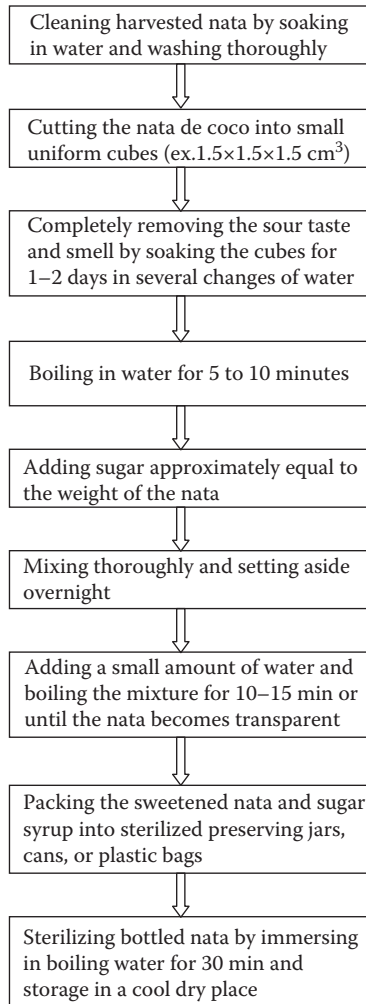 Cleaning harvested nata by soaking
in water and washing thoroughly
Cutting the nata de coco into small
uniform cubes (ex.1.5×1.5×1.5 cm³)
Completely removing the sour taste
and smell by soaking the cubes for
1–2 days in several changes of water
Boiling in water for 5 to 10 minutes
Adding sugar approximately equal to
the weight of the nata
Mixing thoroughly and setting aside
overnight
Adding a small amount of water and
boiling the mixture for 10–15 min or
until the nata becomes transparent
Packing the sweetened nata and sugar
syrup into sterilized preserving jars,
cans, or plastic bags
Sterilizing bottled nata by immersing
in boiling water for 30 min and
storage in a cool dry place